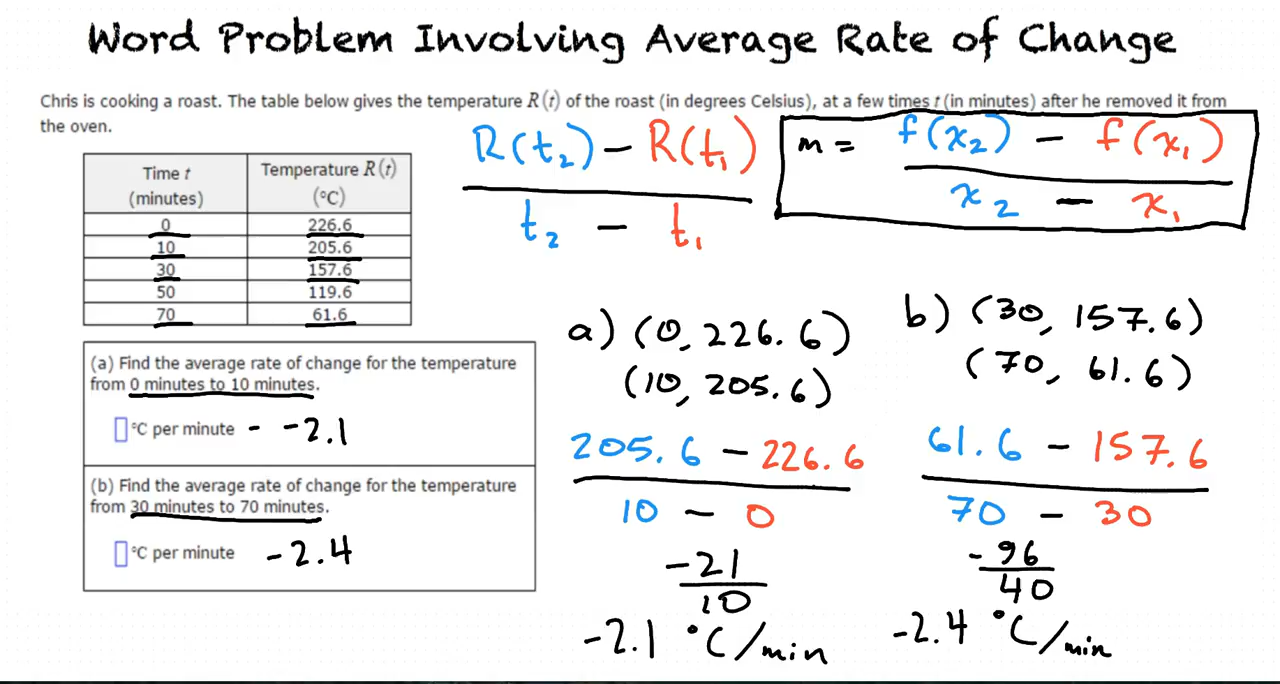 Word Problem Involving Average Rate of Change
Chris is cooking a roast. The table below gives the temperature R(t) of the roast (in degrees Celsius), at a few times t (in minutes) after he removed it from
the oven.
Time t
(minutes)
Temperature R(t)
(°C)
0 226.6
10 205.6
30 157.6
50 119.6
70 61.6
R(t₂) - R(t₁)
t₂ - t₁
m = f(x₂) - f(x₁)
x₂ - x₁
(a) Find the average rate of change for the temperature
from 0 minutes to 10 minutes.
°C per minute - -2.1
(b) Find the average rate of change for the temperature
from 30 minutes to 70 minutes.
°C per minute -2.4
a) (0, 226.6)
(10, 205.6)
205.6 - 226.6
10 - 0
-21
10
-2.1 °C/min
b) (30, 157.6)
(70, 61.6)
61.6 - 157.6
70 - 30
-96
40
-2.4 °C/min